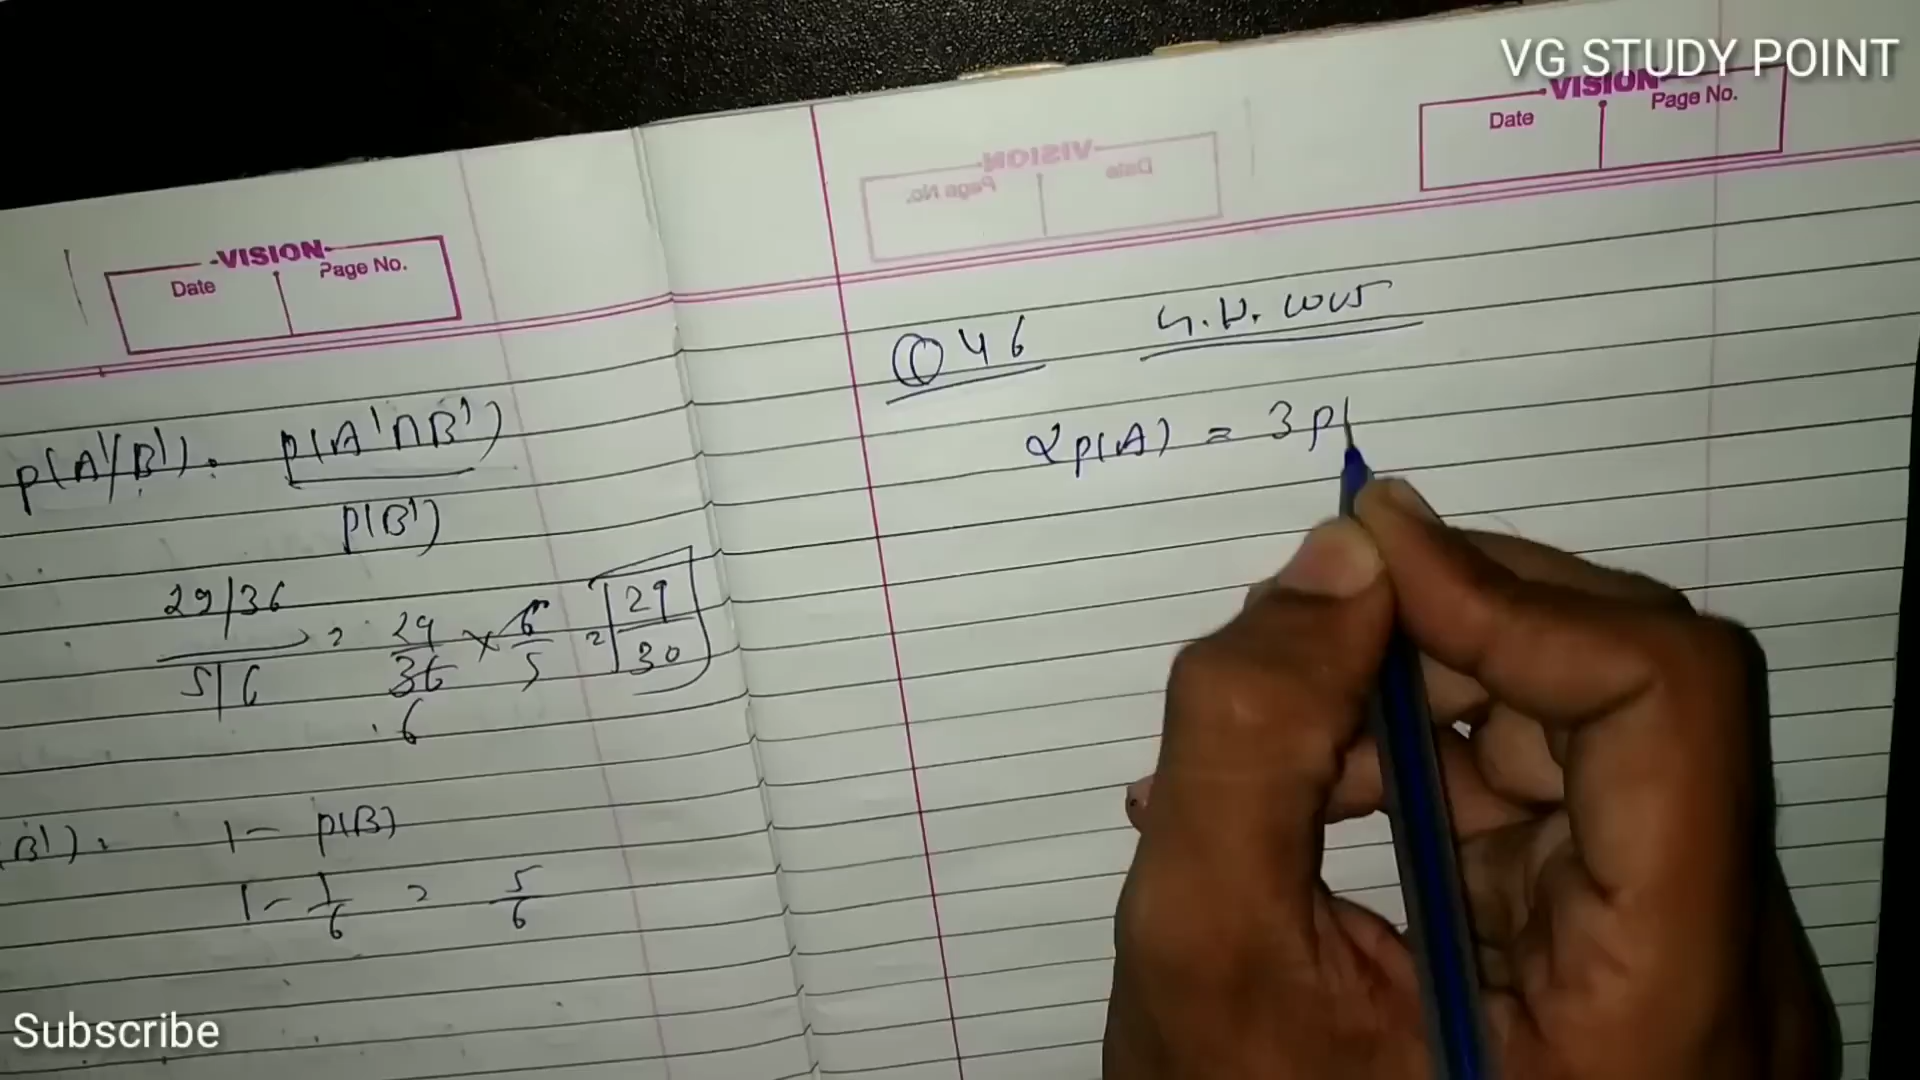 VG STUDY POINT
VISION
Date
Page No.
-VISION-
Date
Page No.
VISION
Date
Page No.
P(A'/B') . P(A'∩B')
P(B')
29/36
5/6
29/36 × 6/5 29/30
6
B') . 1 - P(B)
1 - 1/6 5/6
Q 46
2P(A) = 3P(
Subscribe